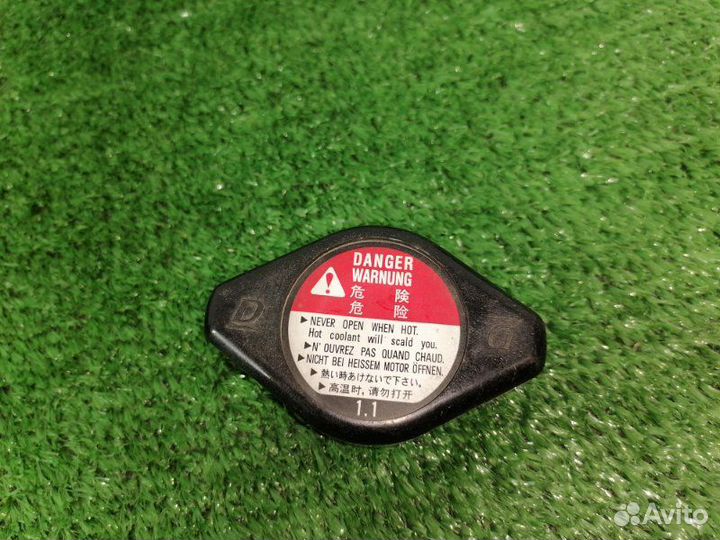 DANGER
WARNUNG
危 険
危 险
▶NEVER OPEN WHEN HOT.
Hot coolant will scald you.
▶N'OUVREZ PAS QUAND CHAUD.
▶NICHT BEI HEISSEM MOTOR ÖFFNEN.
▶熱い時あけないで下さい。
▶高温时,请勿打开
1.1
D
Avito